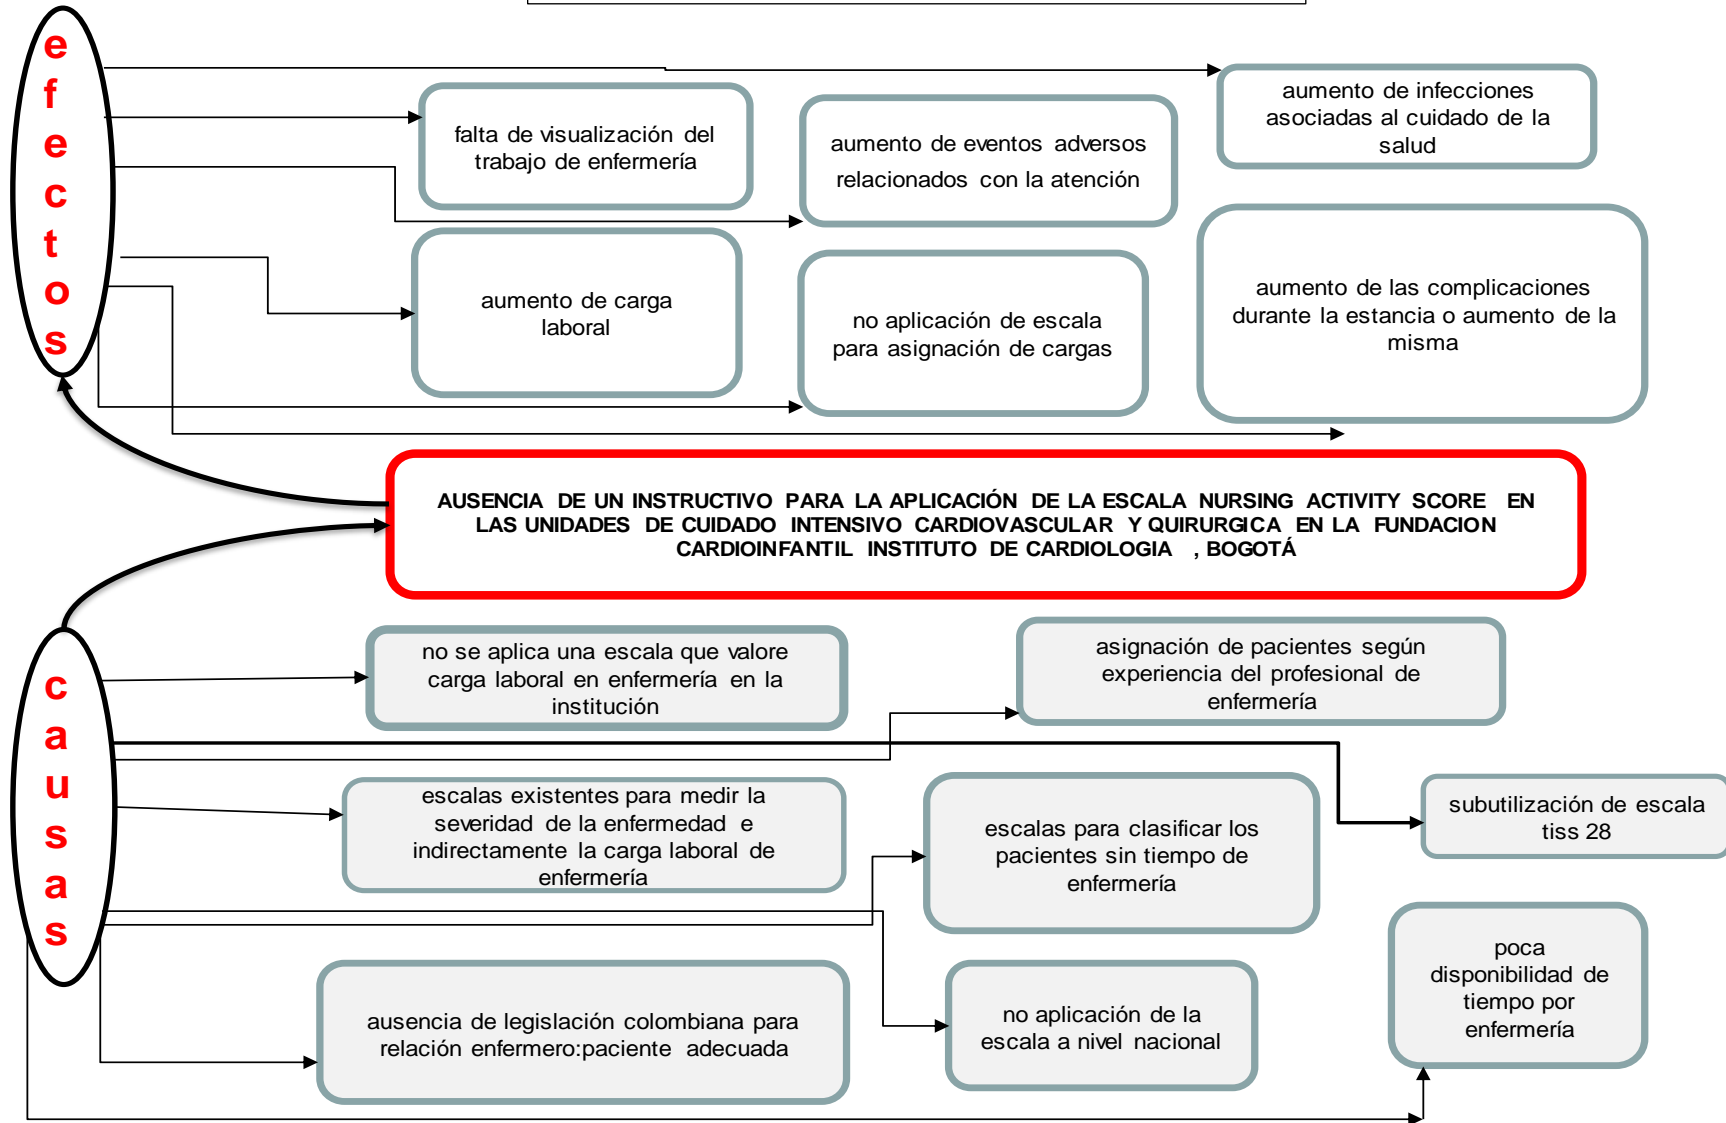 efectos
aumento de infecciones
asociadas al cuidado de la
salud
falta de visualización del
trabajo de enfermería
aumento de eventos adversos
relacionados con la atención
aumento de carga
laboral
no aplicación de escala
para asignación de cargas
aumento de las complicaciones
durante la estancia o aumento de la
misma
AUSENCIA DE UN INSTRUCTIVO PARA LA APLICACIÓN DE LA ESCALA NURSING ACTIVITY SCORE EN
LAS UNIDADES DE CUIDADO INTENSIVO CARDIOVASCULAR Y QUIRURGICA EN LA FUNDACION
CARDIOINFANTIL INSTITUTO DE CARDIOLOGIA , BOGOTÁ
causas
no se aplica una escala que valore
carga laboral en enfermería en la
institución
asignación de pacientes según
experiencia del profesional de
enfermería
escalas existentes para medir la
severidad de la enfermedad e
indirectamente la carga laboral de
enfermería
escalas para clasificar los
pacientes sin tiempo de
enfermería
subutilización de escala
tiss 28
ausencia de legislación colombiana para
relación enfermero:paciente adecuada
no aplicación de la
escala a nivel nacional
poca
disponibilidad de
tiempo por
enfermería